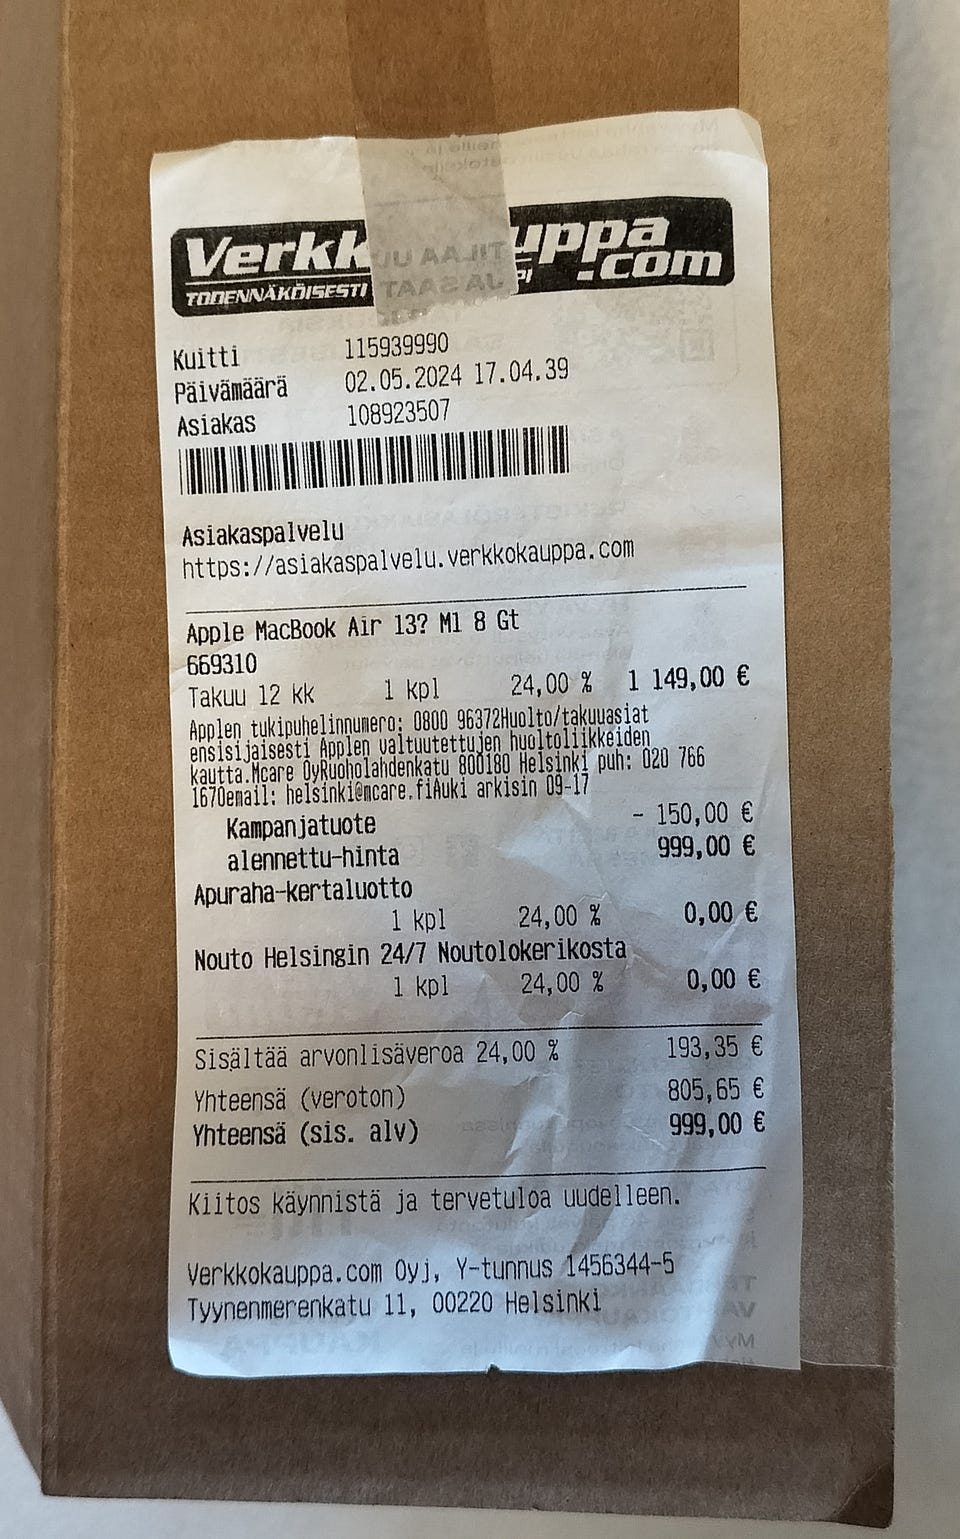 Verkk uppa
.com
TODENNÄKÖISESTI PI
Kuitti 115939990
Päivämäärä 02.05.2024 17.04.39
Asiakas 108923507
Asiakaspalvelu
https://asiakaspalvelu.verkkokauppa.com
Apple MacBook Air 13? M1 8 Gt
669310
Takuu 12 kk 1 kpl 24,00 % 1 149,00 €
Applen tukipuhelinnumero: 0800 96372Huolto/takuuasiat
ensisijaisesti Applen valtuutettujen huoltoliikkeiden
kautta.Mcare OyRuoholahdenkatu 800180 Helsinki puh: 020 766
1670email: helsinki@mcare.fiAuki arkisin 09-17
Kampanjatuote - 150,00 €
alennettu-hinta 999,00 €
Apuraha-kertaluotto
1 kpl 24,00 % 0,00 €
Nouto Helsingin 24/7 Noutolokerikosta
1 kpl 24,00 % 0,00 €
Sisältää arvonlisäveroa 24,00 % 193,35 €
Yhteensä (veroton) 805,65 €
Yhteensä (sis. alv) 999,00 €
Kiitos käynnistä ja tervetuloa uudelleen.
Verkkokauppa.com Oyj, Y-tunnus 1456344-5
Tyynenmerenkatu 11, 00220 Helsinki